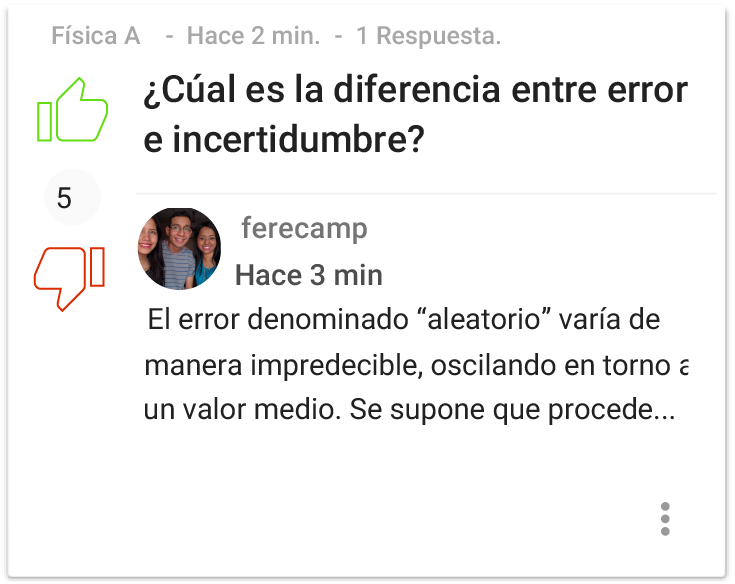 Física A - Hace 2 min. - 1 Respuesta.
¿Cúal es la diferencia entre error
e incertidumbre?
5
ferecamp
Hace 3 min
El error denominado “aleatorio” varía de
manera impredecible, oscilando en torno a
un valor medio. Se supone que procede...